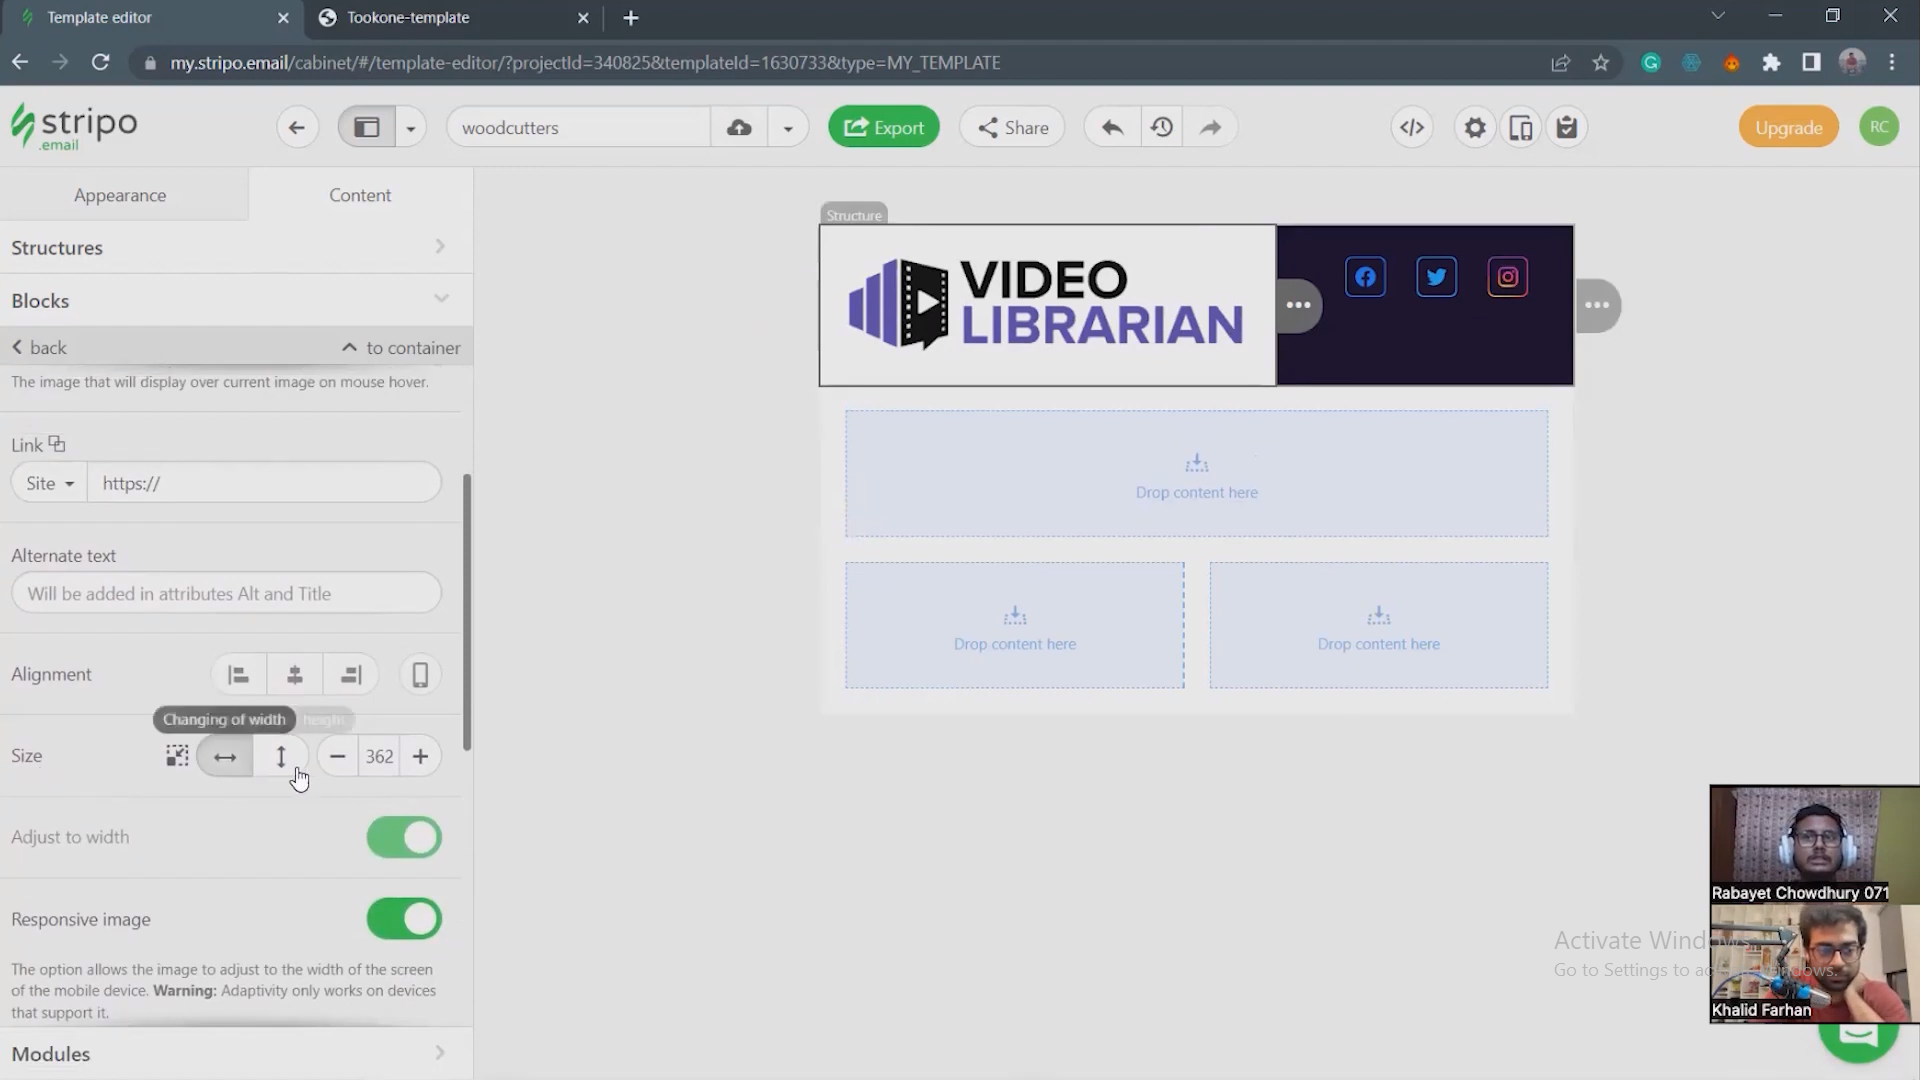 Template editor
Tookone-template
my.stripo.email/cabinet/#/template-editor/?projectId=340825&templateId=1630733&type=MY_TEMPLATE
stripo
.email
woodcutters
Export
Share
Upgrade
RC
Appearance
Content
Structures
Blocks
back
to container
The image that will display over current image on mouse hover.
Link
Site
https://
Alternate text
Will be added in attributes Alt and Title
Alignment
Changing of width
height
Size
362
Adjust to width
Responsive image
The option allows the image to adjust to the width of the screen
of the mobile device. Warning: Adaptivity only works on devices
that support it.
Modules
Structure
VIDEO
LIBRARIAN
Drop content here
Drop content here
Drop content here
Rabayet Chowdhury 071
Activate Windows
Go to Settings to
Windows.
Khalid Farhan